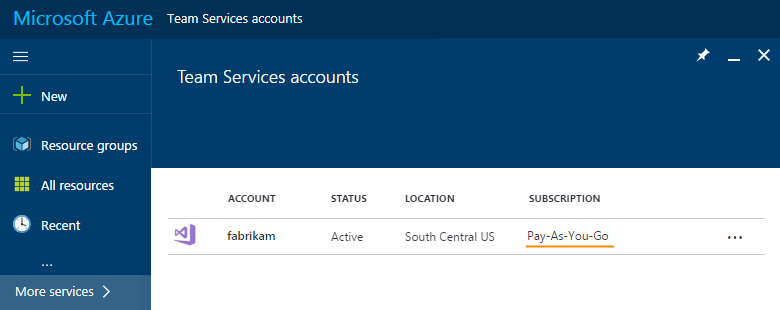 Microsoft Azure Team Services accounts
Team Services accounts
New
Resource groups
All resources
Recent
...
More services
ACCOUNT STATUS LOCATION SUBSCRIPTION
fabrikam Active South Central US Pay-As-You-Go ...